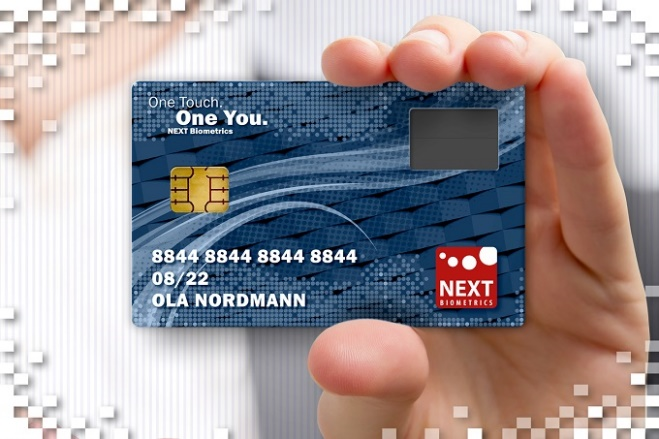 One Touch.
One You.
NEXT Biometrics
8844 8844 8844 8844
08/22
OLA NORDMANN
NEXT
BIOMETRICS